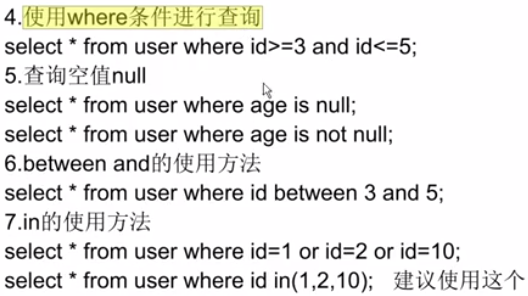 4.使用where条件进行查询
select * from user where id>=3 and id<=5;
5.查询空值null
select * from user where age is null;
select * from user where age is not null;
6.between and的使用方法
select * from user where id between 3 and 5;
7.in的使用方法
select * from user where id=1 or id=2 or id=10;
select * from user where id in(1,2,10);   建议使用这个